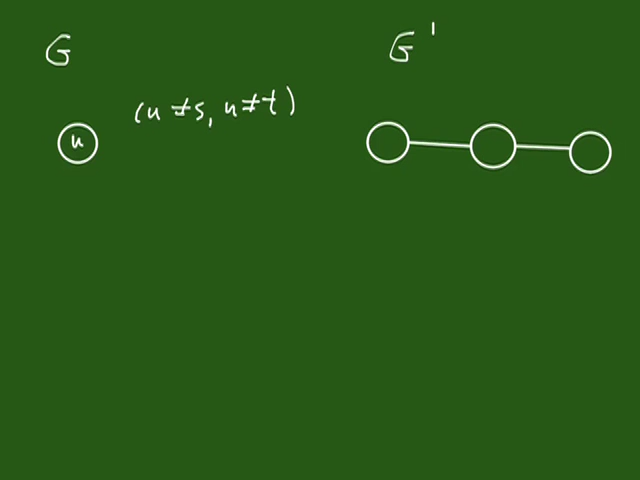 G G'
(u ≠ s, u ≠ t)
u